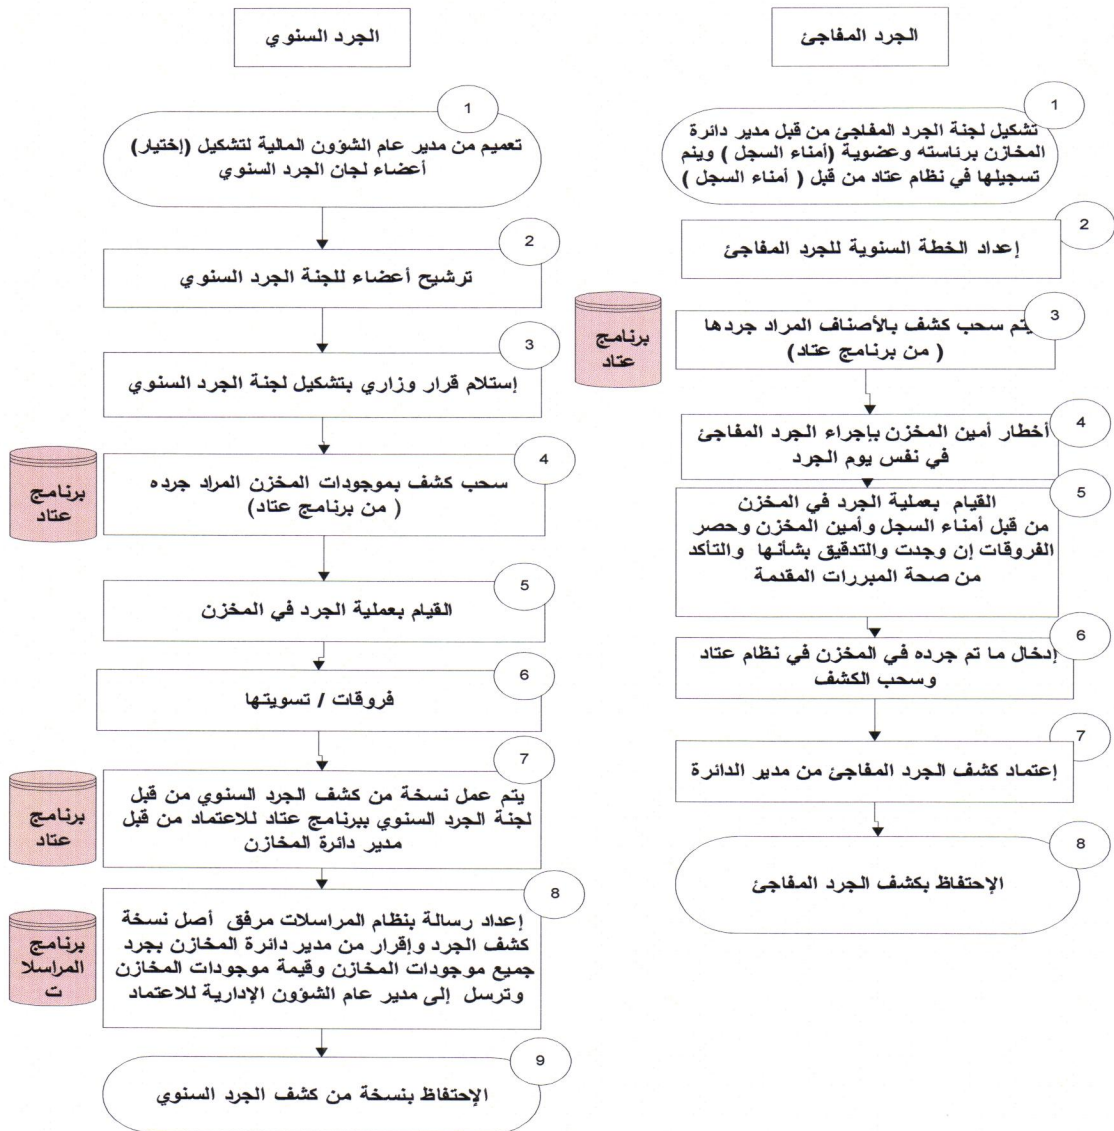 الجرد المفاجئ
1
تشكيل لجنة الجرد المفاجئ من قبل مدير دائرة
المخازن برئاسته وعضوية (أمناء السجل ) ويتم
تسجيلها في نظام عتاد من قبل ( أمناء السجل )
2
إعداد الخطة السنوية للجرد المفاجئ
برنامج
عتاد
3
يتم سحب كشف بالأصناف المراد جردها
( من برنامج عتاد)
4
أخطار أمين المخزن بإجراء الجرد المفاجئ
في نفس يوم الجرد
5
القيام بعملية الجرد في المخزن
من قبل أمناء السجل وأمين المخزن وحصر
الفروقات إن وجدت والتدقيق بشأنها والتأكد
من صحة المبررات المقدمة
6
إدخال ما تم جرده في المخزن في نظام عتاد
وسحب الكشف
7
إعتماد كشف الجرد المفاجئ من مدير الدائرة
8
الإحتفاظ بكشف الجرد المفاجئ
الجرد السنوي
1
تعميم من مدير عام الشؤون المالية لتشكيل (إختيار)
أعضاء لجان الجرد السنوي
2
ترشيح أعضاء للجنة الجرد السنوي
3
إستلام قرار وزاري بتشكيل لجنة الجرد السنوي
4
سحب كشف بموجودات المخزن المراد جرده
( من برنامج عتاد)
برنامج
عتاد
5
القيام بعملية الجرد في المخزن
6
فروقات / تسويتها
7
يتم عمل نسخة من كشف الجرد السنوي من قبل
لجنة الجرد السنوي ببرنامج عتاد للاعتماد من قبل
مدير دائرة المخازن
برنامج
عتاد
8
إعداد رسالة بنظام المراسلات مرفق أصل نسخة
كشف الجرد وإقرار من مدير دائرة المخازن بجرد
جميع موجودات المخازن وقيمة موجودات المخازن
وترسل إلى مدير عام الشؤون الإدارية للاعتماد
برنامج
المراسلا
ت
9
الإحتفاظ بنسخة من كشف الجرد السنوي